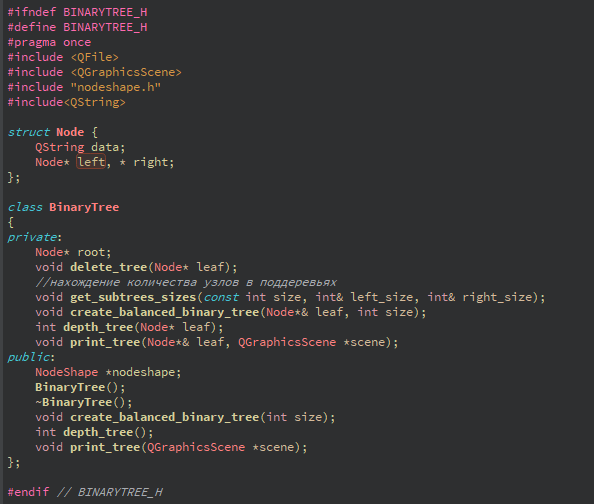 #ifndef BINARYTREE_H
#define BINARYTREE_H
#pragma once
#include <QFile>
#include <QGraphicsScene>
#include "nodeshape.h"
#include<QString>

struct Node {
    QString data;
    Node* left, * right;
};

class BinaryTree
{
private:
    Node* root;
    void delete_tree(Node* leaf);
    //нахождение количества узлов в поддеревьях
    void get_subtrees_sizes(const int size, int& left_size, int& right_size);
    void create_balanced_binary_tree(Node*& leaf, int size);
    int depth_tree(Node* leaf);
    void print_tree(Node*& leaf, QGraphicsScene *scene);
public:
    NodeShape *nodeshape;
    BinaryTree();
    ~BinaryTree();
    void create_balanced_binary_tree(int size);
    int depth_tree();
    void print_tree(QGraphicsScene *scene);
};

#endif // BINARYTREE_H